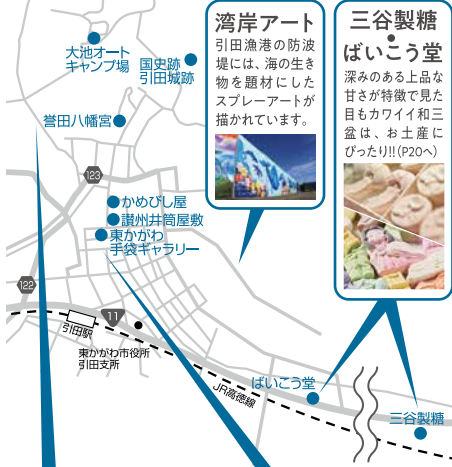 湾岸アート
引田漁港の防波
堤には、海の生き
物を題材にした
スプレーアートが
描かれています。
三谷製糖
・
ばいこう堂
深みのある上品な
甘さが特徴で見た
目もカワイイ和三
盆は、お土産に
ぴったり!!(P20へ)
大池オート
キャンプ場
国史跡
引田城跡
誉田八幡宮
123
かめびし屋
讃州井筒屋敷
東かがわ
手袋ギャラリー
122
11
引田駅
東かがわ市役所
引田支所
JR高徳線
ばいこう堂
三谷製糖